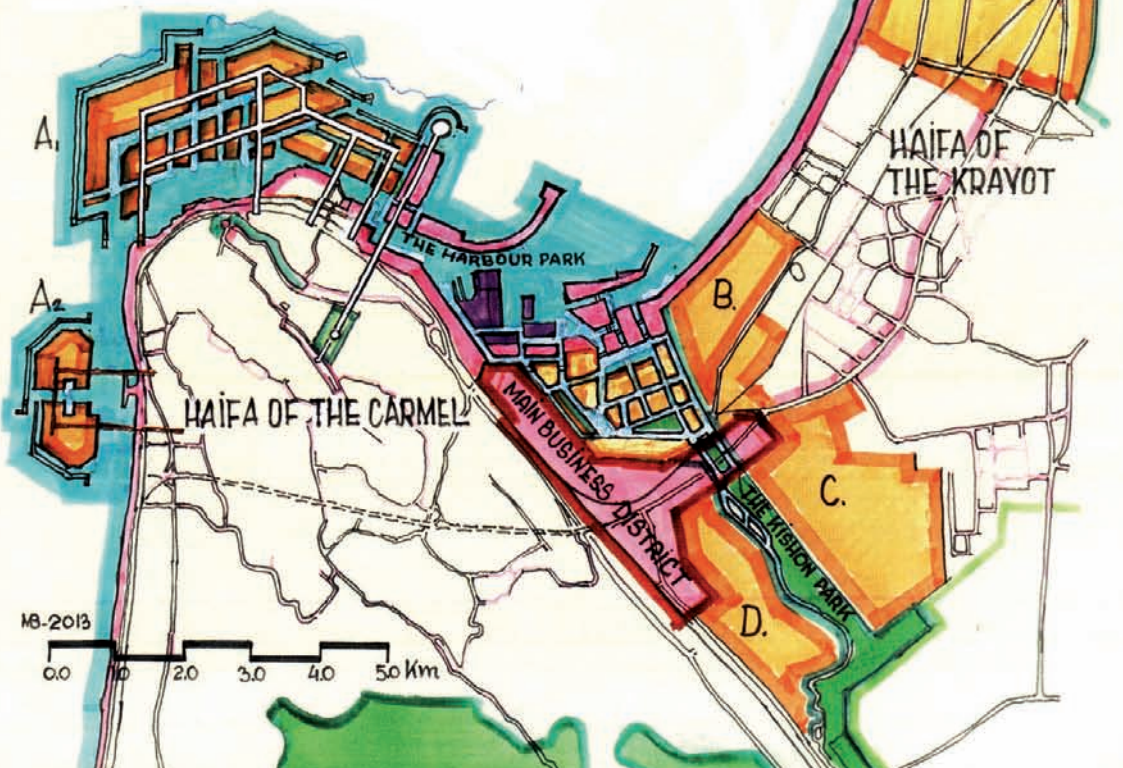 A1
HAIFA OF
THE KRAYOT
THE HARBOUR PARK
A2
B.
HAIFA OF THE CARMEL
MAIN BUSINESS DISTRICT
C.
THE KISHON PARK
D.
MB-2013
0.0 1.0 2.0 3.0 4.0 5.0 Km